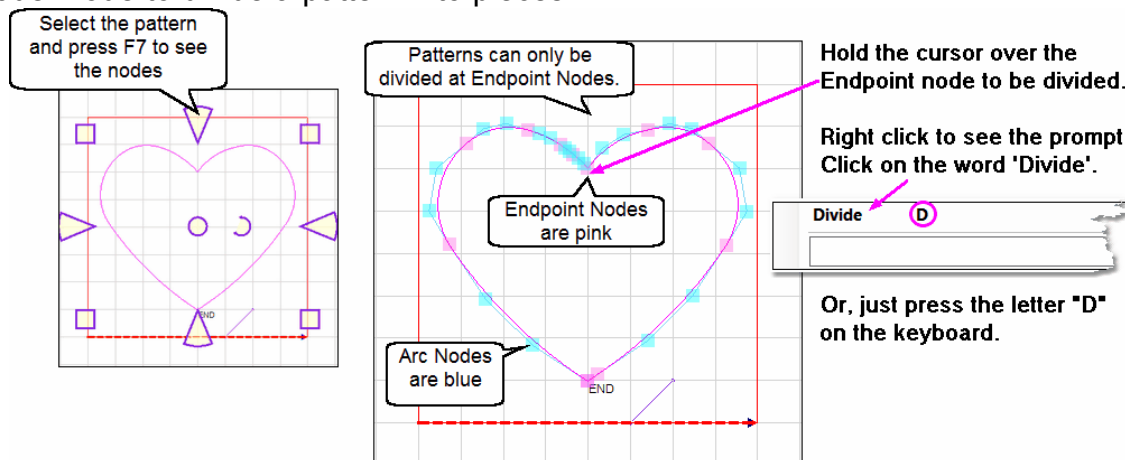 Select the pattern
and press F7 to see
the nodes
END
Patterns can only be
divided at Endpoint Nodes.
Endpoint Nodes
are pink
Arc Nodes
are blue
END
Hold the cursor over the
Endpoint node to be divided.
Right click to see the prompt
Click on the word 'Divide'.
Divide D
Or, just press the letter "D"
on the keyboard.